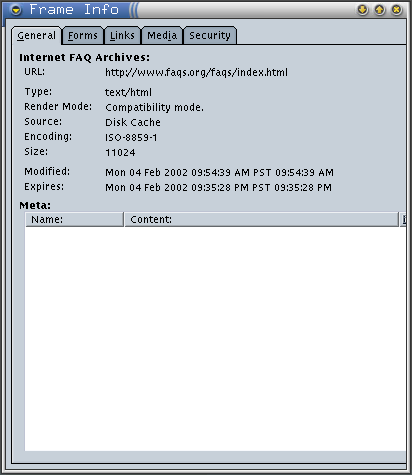 Frame Info
General Forms Links Media Security
Internet FAQ Archives:
URL: http://www.faqs.org/faqs/index.html
Type: text/html
Render Mode: Compatibility mode.
Source: Disk Cache
Encoding: ISO-8859-1
Size: 11024
Modified: Mon 04 Feb 2002 09:54:39 AM PST 09:54:39 AM
Expires: Mon 04 Feb 2002 09:35:28 PM PST 09:35:28 PM
Meta:
Name: Content: